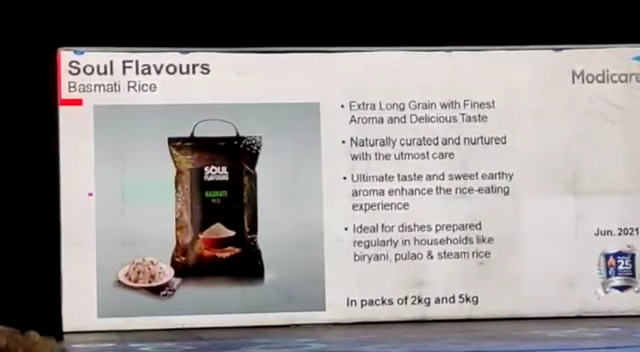 Soul Flavours
Basmati Rice
Modicare
• Extra Long Grain with Finest
Aroma and Delicious Taste
• Naturally curated and nurtured
with the utmost care
• Ultimate taste and sweet earthy
aroma enhance the rice-eating
experience
• Ideal for dishes prepared
regularly in households like
biryani, pulao & steam rice
In packs of 2kg and 5kg
SOUL
FLAVOURS
BASMATI
RICE
Jun. 2021
25